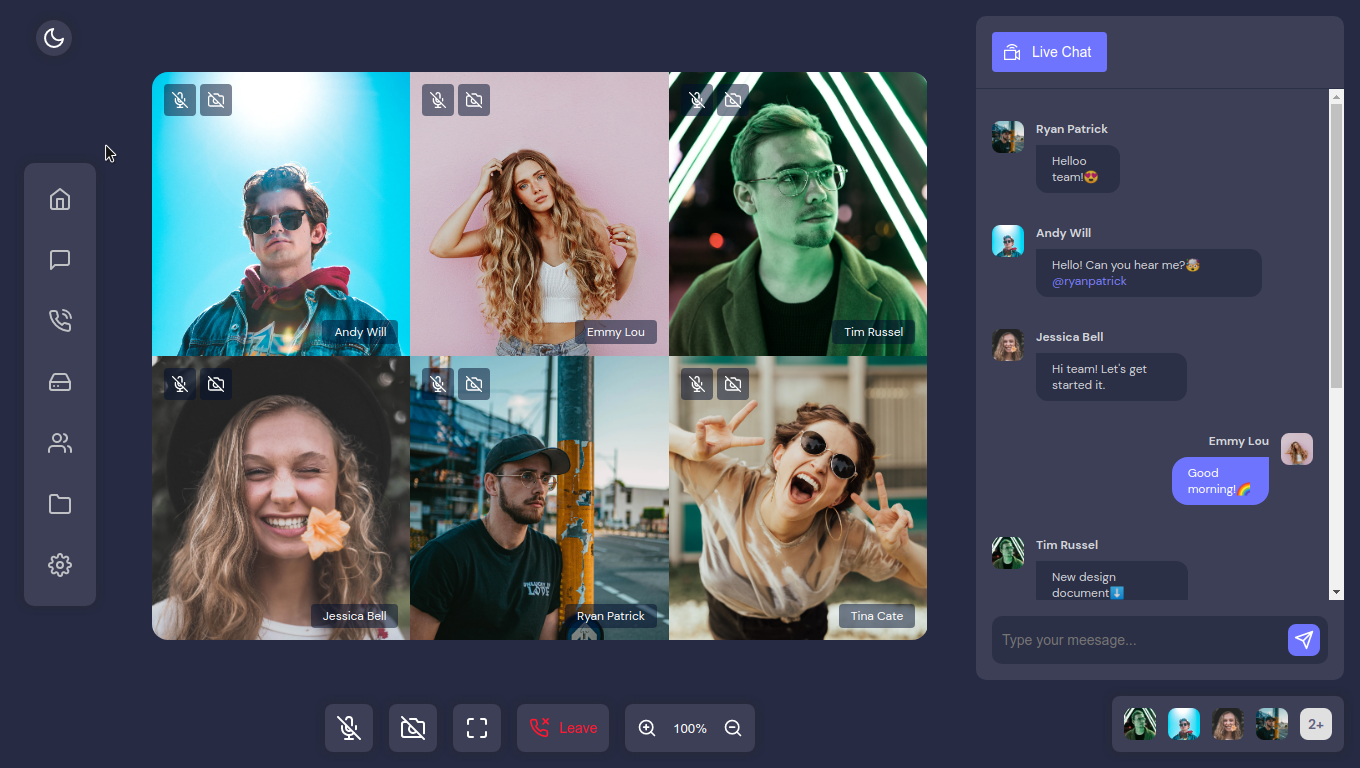 Andy Will
Emmy Lou
Tim Russel
Jessica Bell
Ryan Patrick
LOVE
Tina Cate
Leave
100%
Live Chat
Ryan Patrick
Helloo
team!😍
Andy Will
Hello! Can you hear me?🤯
@ryanpatrick
Jessica Bell
Hi team! Let's get
started it.
Emmy Lou
Good
morning!🌈
Tim Russel
New design
document⬇️
Type your meesage...
2+